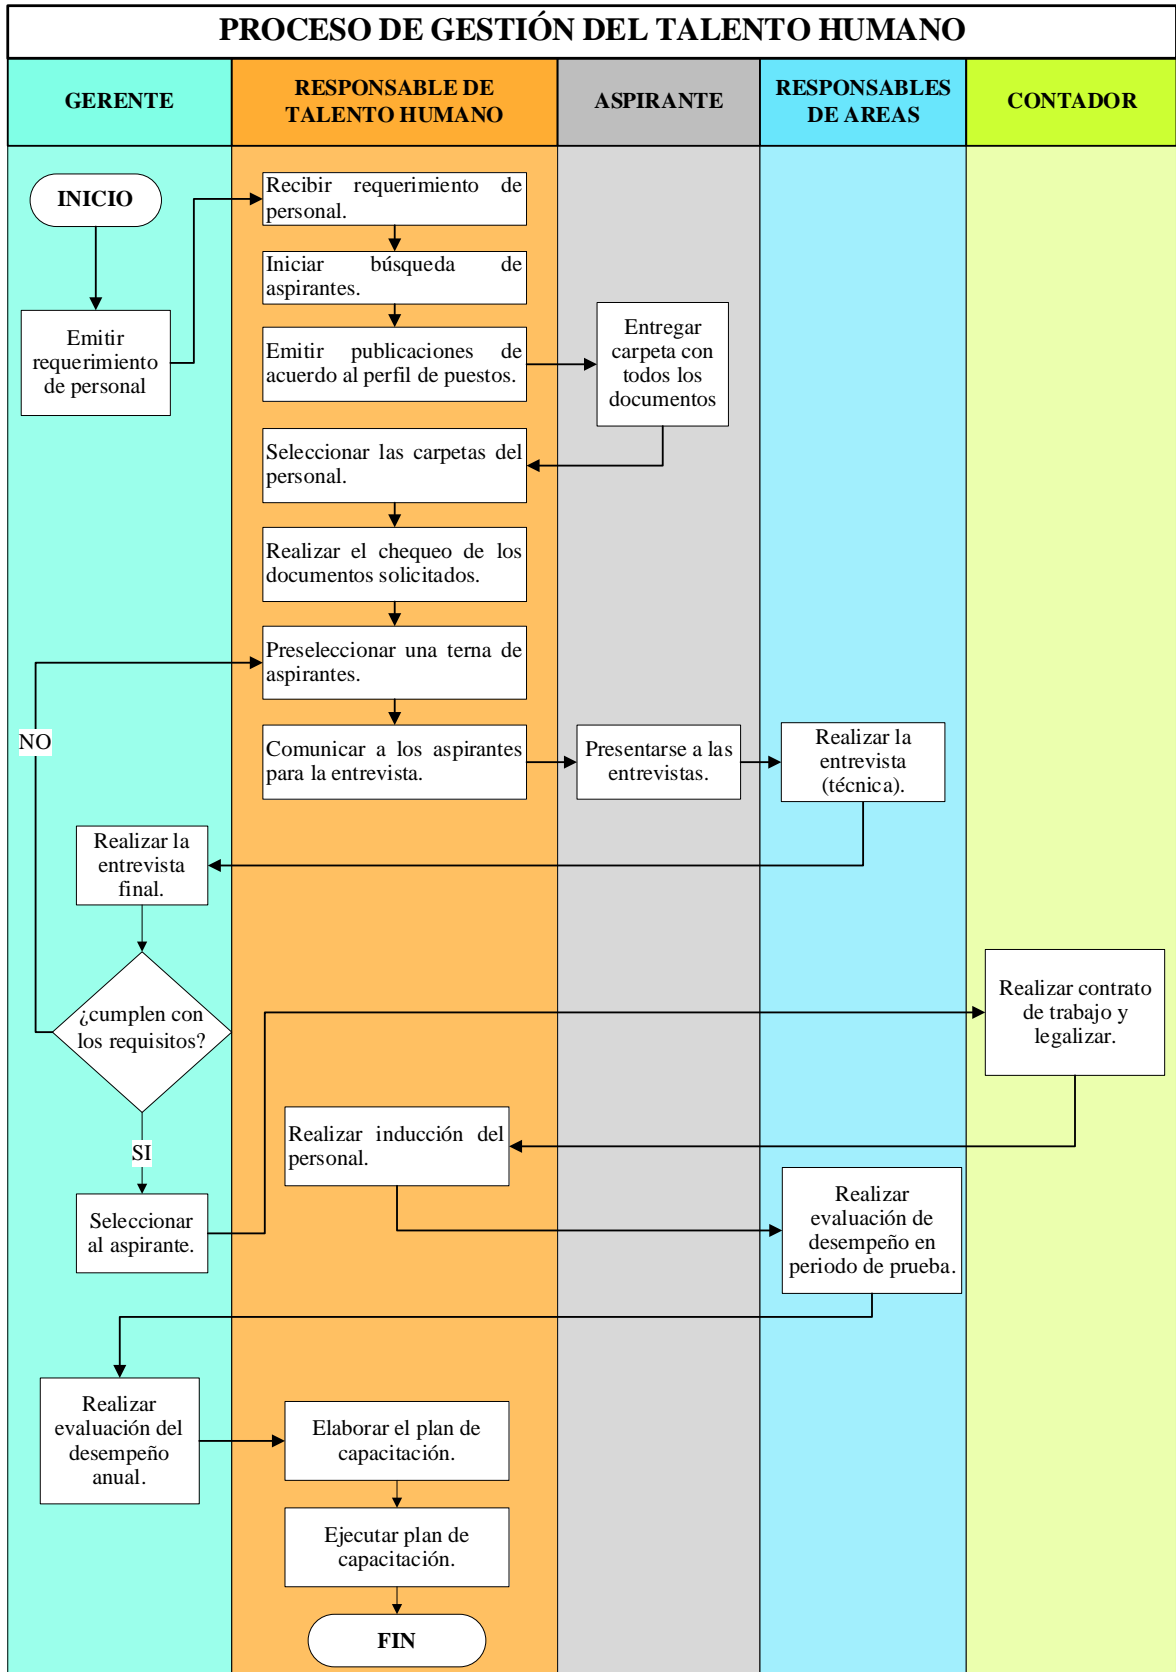 PROCESO DE GESTIÓN DEL TALENTO HUMANO
GERENTE
RESPONSABLE DE
TALENTO HUMANO
ASPIRANTE
RESPONSABLES
DE AREAS
CONTADOR
INICIO
Recibir requerimiento de
personal.
Iniciar búsqueda de
aspirantes.
Emitir
requerimiento
de personal
Emitir publicaciones de
acuerdo al perfil de puestos.
Entregar
carpeta con
todos los
documentos
Seleccionar las carpetas del
personal.
Realizar el chequeo de los
documentos solicitados.
Preseleccionar una terna de
aspirantes.
NO
Comunicar a los aspirantes
para la entrevista.
Presentarse a las
entrevistas.
Realizar la
entrevista
(técnica).
Realizar la
entrevista
final.
¿cumplen con
los requisitos?
Realizar contrato
de trabajo y
legalizar.
Realizar inducción del
personal.
SI
Seleccionar
al aspirante.
Realizar
evaluación de
desempeño en
periodo de prueba.
Realizar
evaluación del
desempeño
anual.
Elaborar el plan de
capacitación.
Ejecutar plan de
capacitación.
FIN